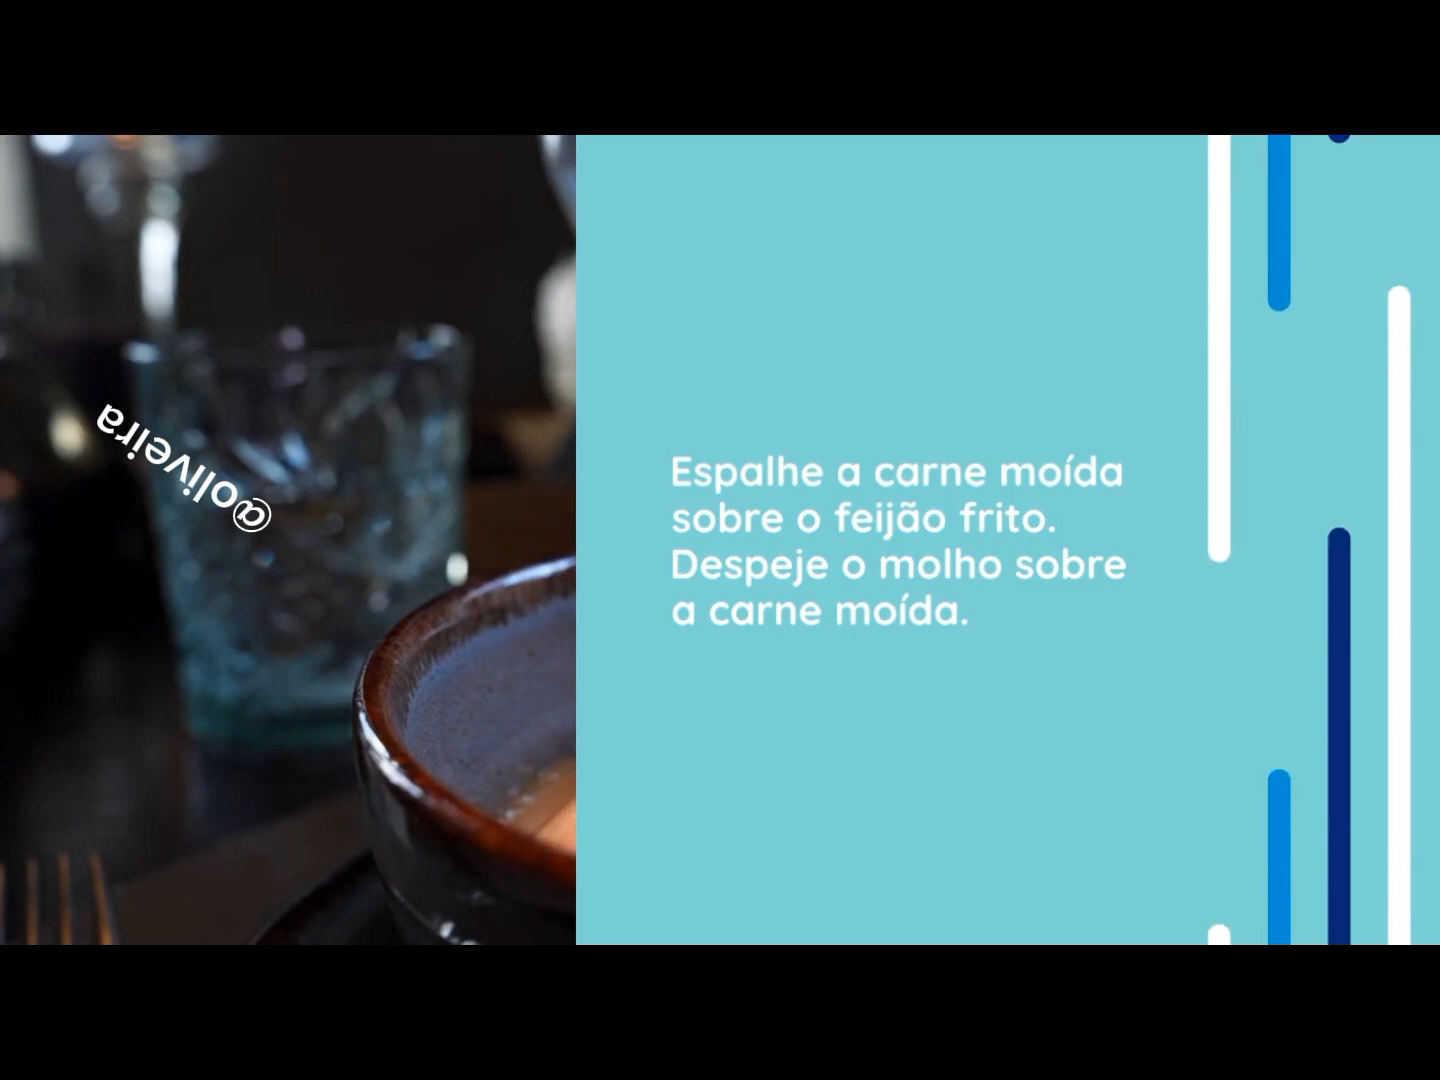 @oliveira
Espalhe a carne moída
sobre o feijão frito.
Despeje o molho sobre
a carne moída.